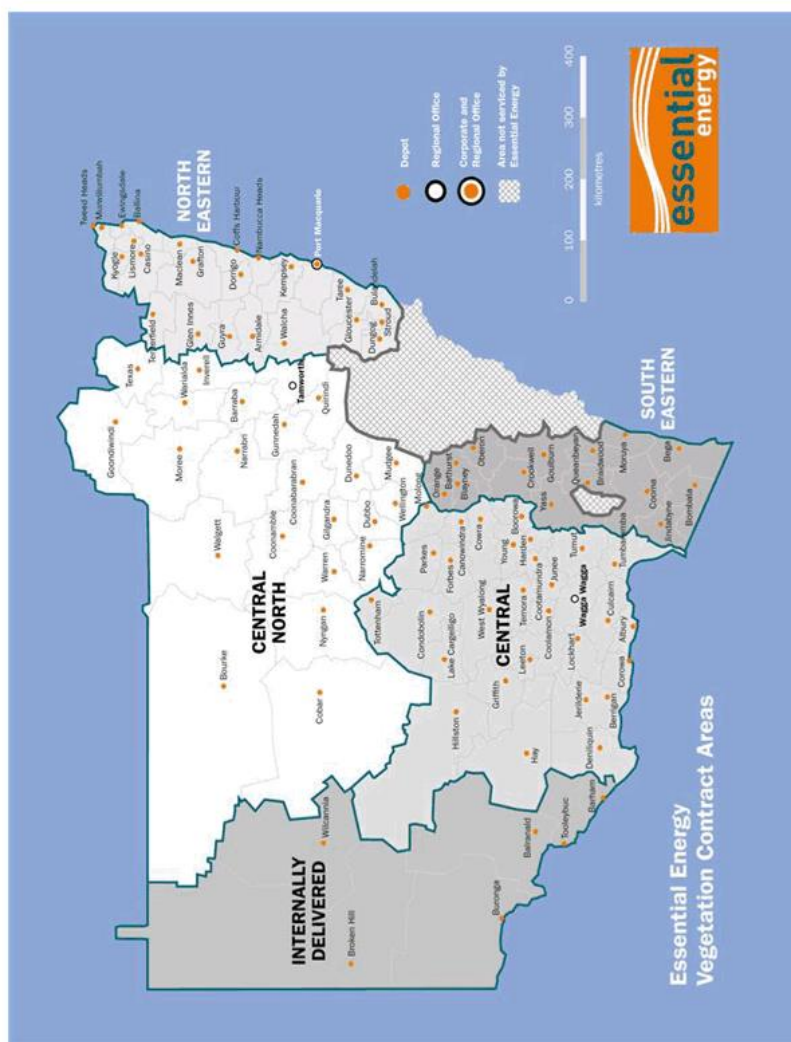 Essential Energy
Vegetation Contract Areas
INTERNALLY
DELIVERED
Broken Hill
Wilcannia
Buronga
Balranald
Tooleybuc
Barham
CENTRAL
NORTH
Goondiwindi
Texas
Moree
Warialda
Inverell
Walgett
Narrabri
Barraba
Bourke
Coonamble
Gunnedah
Tamworth
Coonabarabran
Quirindi
Cobar
Nyngan
Warren
Gilgandra
Dunedoo
Tottenham
Narromine
Dubbo
Mudgee
Wellington
Molong
NORTH
EASTERN
Tweed Heads
Murwillumbah
Ewingsdale
Ballina
Kyogle
Lismore
Casino
Tenterfield
Maclean
Grafton
Glen Innes
Guyra
Dorrigo
Coffs Harbour
Nambucca Heads
Armidale
Kempsey
Walcha
Port Macquarie
Taree
Gloucester
Bulahdelah
Dungog
Stroud
CENTRAL
Condobolin
Parkes
Lake Cargelligo
Forbes
Canowindra
Cowra
Hillston
West Wyalong
Young
Boorowa
Griffith
Temora
Harden
Hay
Leeton
Cootamundra
Coolamon
Junee
Jerilderie
Lockhart
Wagga Wagga
Tumut
Deniliquin
Berrigan
Culcairn
Tumbarumba
Corowa
Albury
SOUTH
EASTERN
Orange
Bathurst
Blayney
Oberon
Crookwell
Goulburn
Yass
Queanbeyan
Braidwood
Moruya
Cooma
Bega
Jindabyne
Bombala
Depot
Regional Office
Corporate and
Regional Office
Area not serviced by
Essential Energy
0
100
200
300
400
kilometres
essential
energy